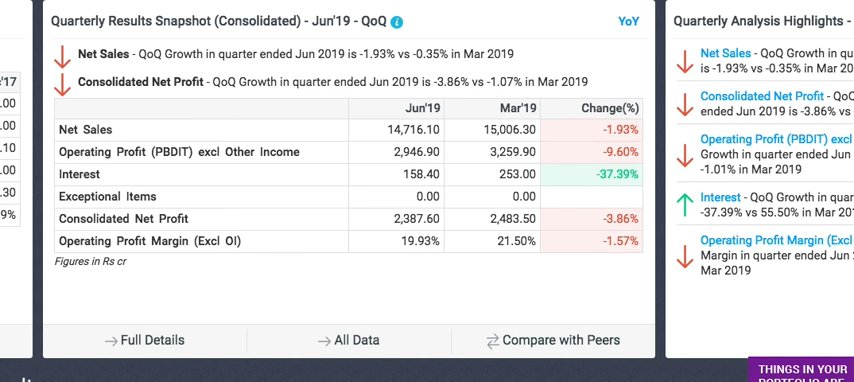 Quarterly Results Snapshot (Consolidated) - Jun'19 - QoQ YoY
Net Sales - QoQ Growth in quarter ended Jun 2019 is -1.93% vs -0.35% in Mar 2019
Consolidated Net Profit - QoQ Growth in quarter ended Jun 2019 is -3.86% vs -1.07% in Mar 2019
Jun'19 Mar'19 Change(%)
Net Sales 14,716.10 15,006.30 -1.93%
Operating Profit (PBDIT) excl Other Income 2,946.90 3,259.90 -9.60%
Interest 158.40 253.00 -37.39%
Exceptional Items 0.00 0.00
Consolidated Net Profit 2,387.60 2,483.50 -3.86%
Operating Profit Margin (Excl OI) 19.93% 21.50% -1.57%
Figures in Rs cr
Full Details All Data Compare with Peers
'17
.00
.00
.10
.00
.30
9%
Quarterly Analysis Highlights -
Net Sales - QoQ Growth in qu
is -1.93% vs -0.35% in Mar 20
Consolidated Net Profit - QoQ
ended Jun 2019 is -3.86% vs
Operating Profit (PBDIT) excl
Growth in quarter ended Jun
-1.01% in Mar 2019
Interest - QoQ Growth in quar
-37.39% vs 55.50% in Mar 201
Operating Profit Margin (Excl
Margin in quarter ended Jun
Mar 2019
THINGS IN YOUR
PORTFOLIO ARE